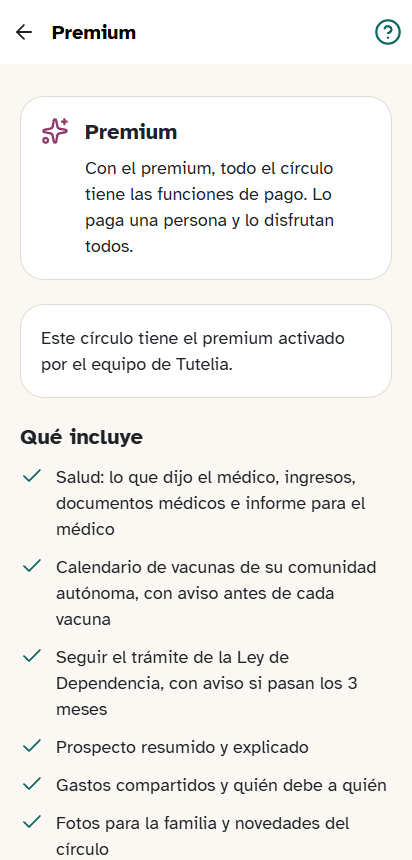 Premium
Premium
Con el premium, todo el círculo
tiene las funciones de pago. Lo
paga una persona y lo disfrutan
todos.
Este círculo tiene el premium activado
por el equipo de Tutelia.
Qué incluye
Salud: lo que dijo el médico, ingresos,
documentos médicos e informe para el
médico
Calendario de vacunas de su comunidad
autónoma, con aviso antes de cada
vacuna
Seguir el trámite de la Ley de
Dependencia, con aviso si pasan los 3
meses
Prospecto resumido y explicado
Gastos compartidos y quién debe a quién
Fotos para la familia y novedades del
círculo